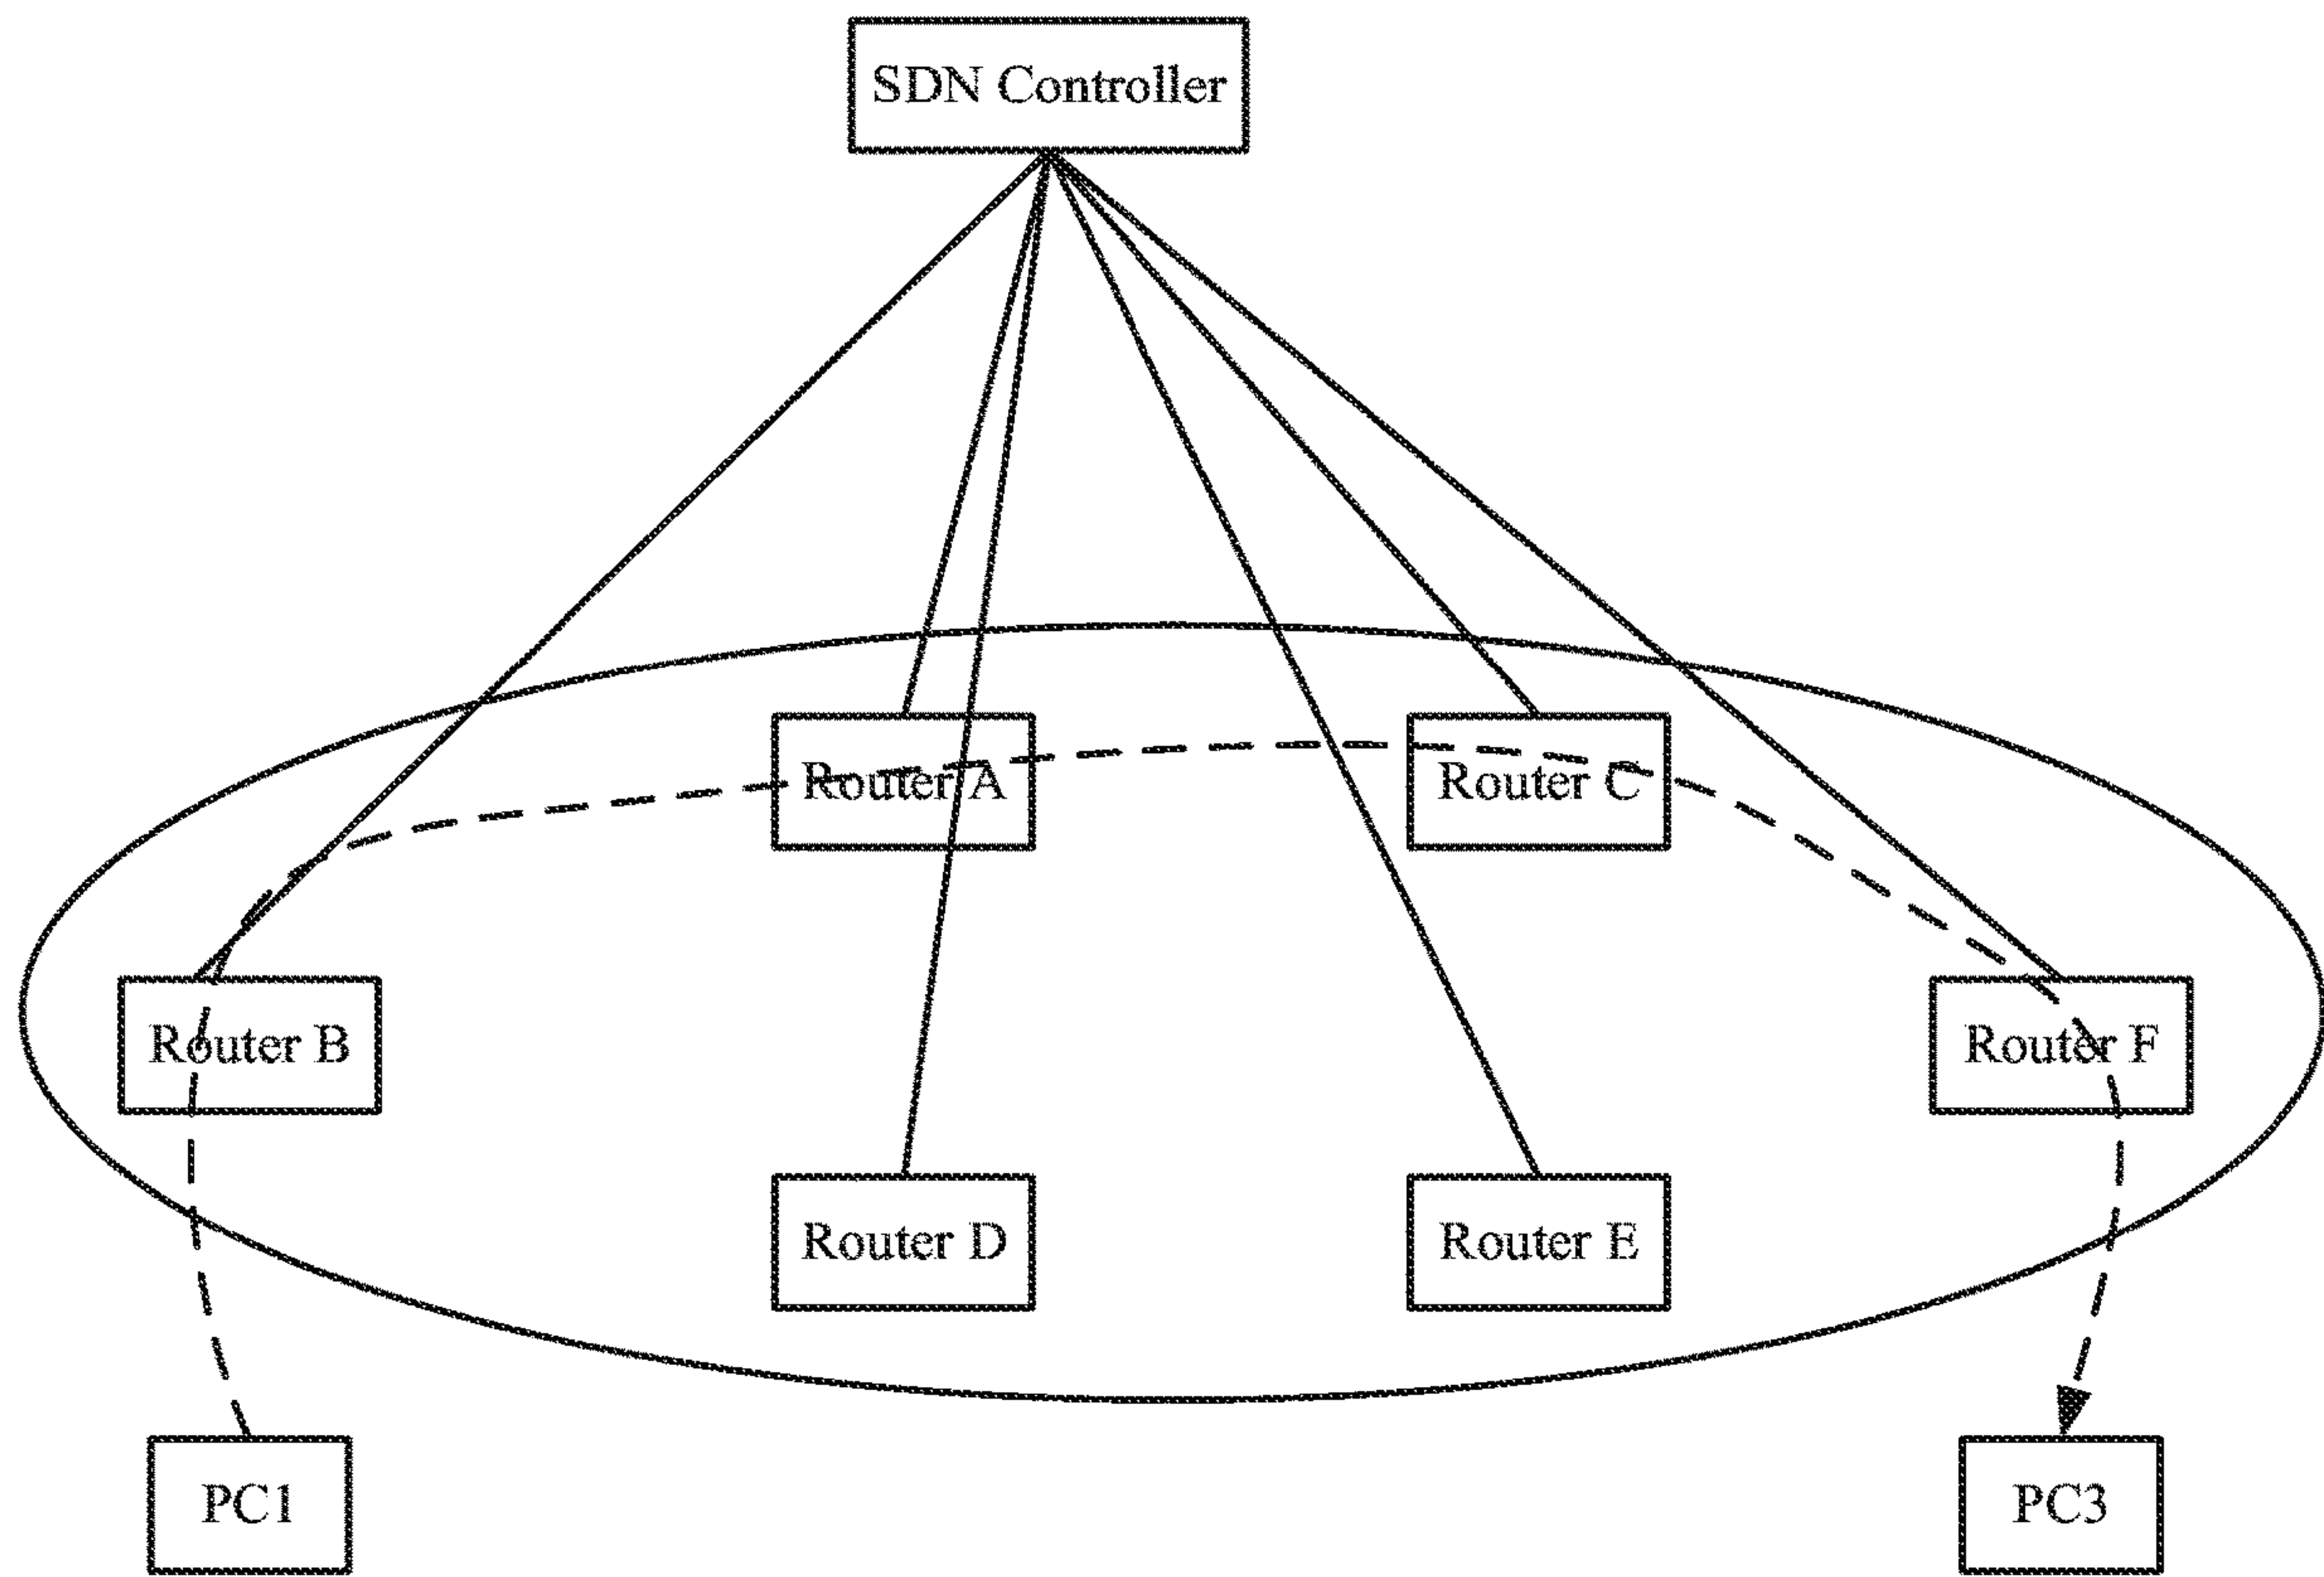 SDN Controller
Router A
Router C
Router B
Router F
Router D
Router E
PC1
PC3